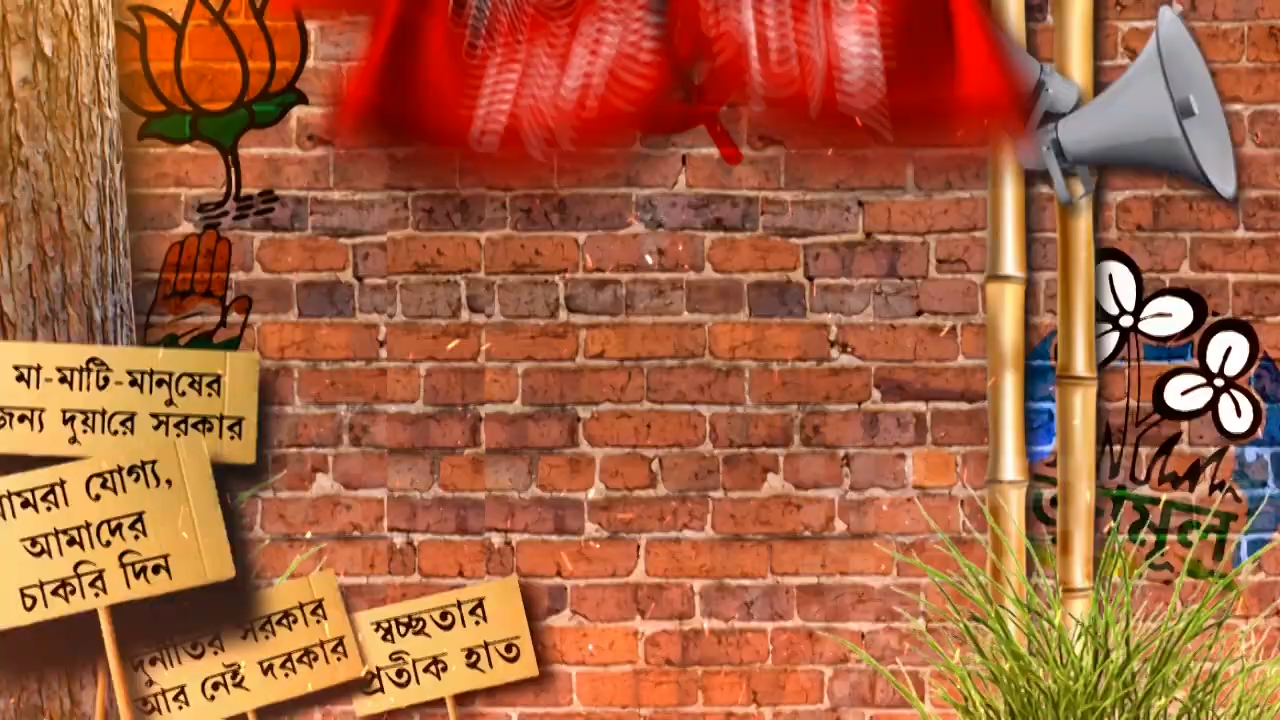 মা-মাটি-মানুষের
জন্য দুয়ারে সরকার
আমরা যোগ্য,
আমাদের
চাকরি দিন
দুর্নীতির সরকার
আর নেই দরকার
স্বচ্ছতার
প্রতীক হাত
তৃণমূল